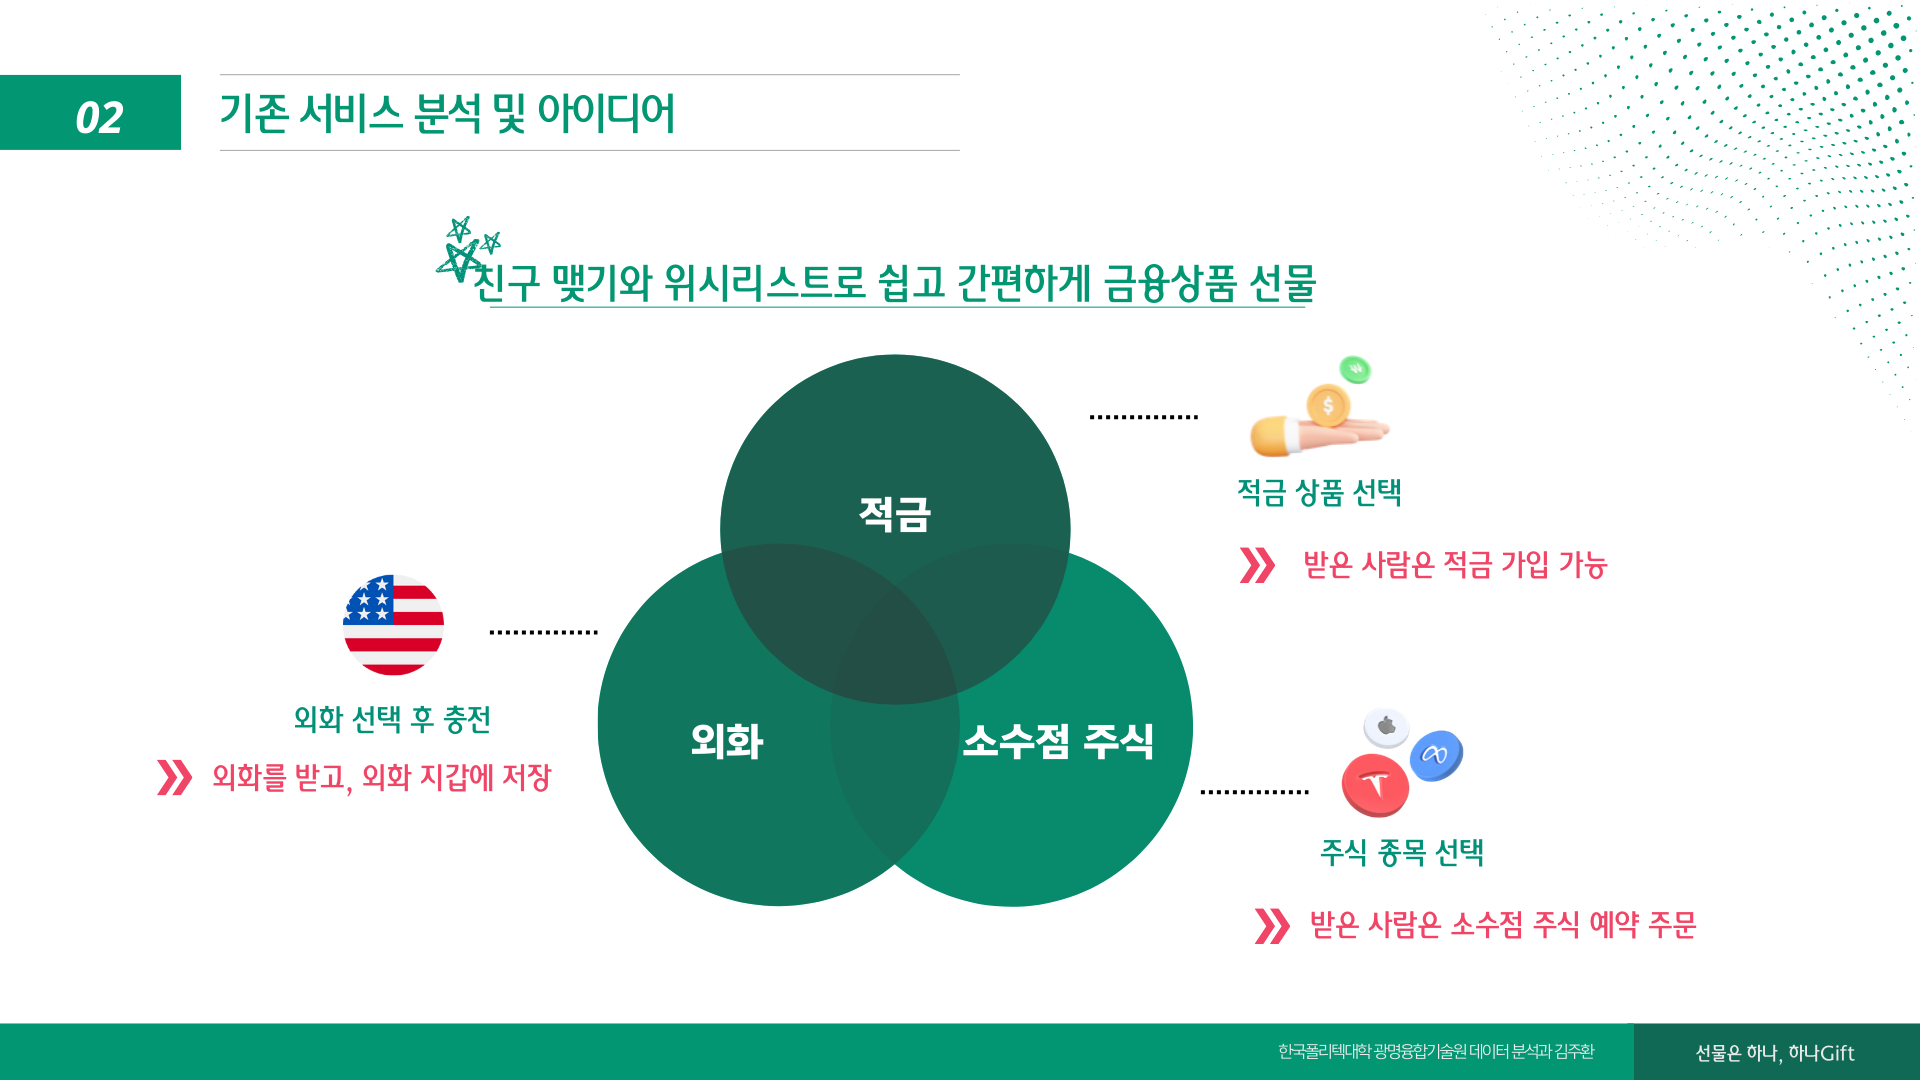 02
기존 서비스 분석 및 아이디어
친구 맺기와 위시리스트로 쉽고 간편하게 금융상품 선물
적금
적금 상품 선택
받은 사람은 적금 가입 가능
외화 선택 후 충전
외화를 받고, 외화 지갑에 저장
외화
소수점 주식
주식 종목 선택
받은 사람은 소수점 주식 예약 주문
한국폴리텍대학 광명융합기술원 데이터 분석과 김주환
선물은 하나, 하나Gift